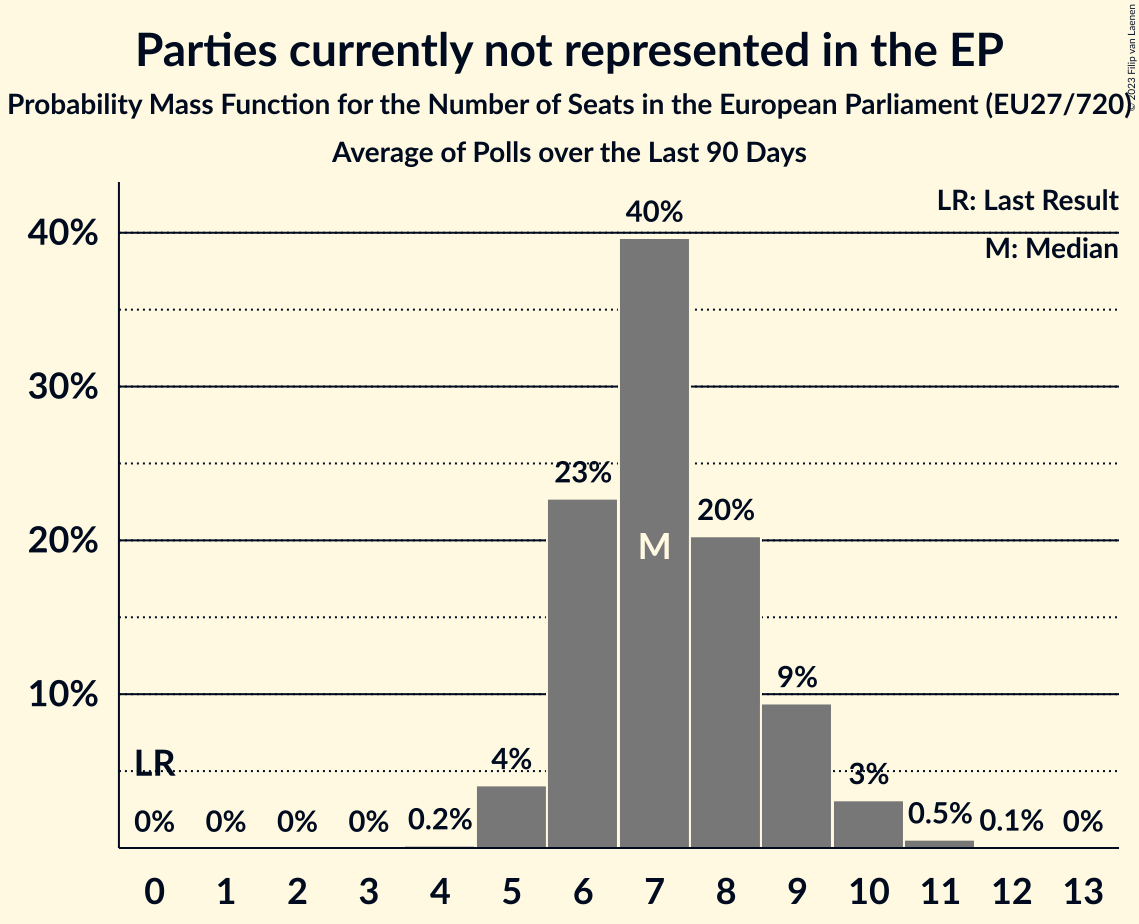 Parties currently not represented in the EP
Probability Mass Function for the Number of Seats in the European Parliament (EU27/720)
Average of Polls over the Last 90 Days
© 2023 Filip van Laenen
LR: Last Result
M: Median
40%
30%
20%
10%
LR
0% 0% 0% 0% 0.2% 4% 23% 40% 20% 9% 3% 0.5% 0.1% 0%
M
0 1 2 3 4 5 6 7 8 9 10 11 12 13